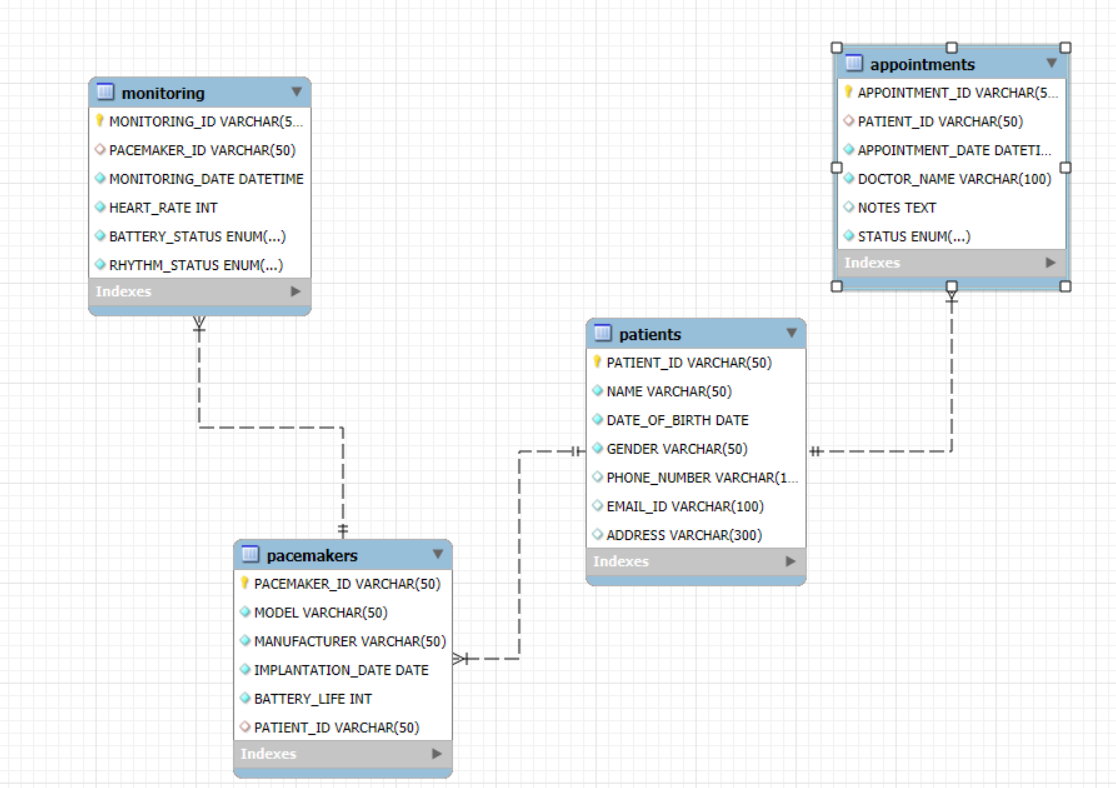 monitoring
MONITORING_ID VARCHAR(5...
PACEMAKER_ID VARCHAR(50)
MONITORING_DATE DATETIME
HEART_RATE INT
BATTERY_STATUS ENUM(...)
RHYTHM_STATUS ENUM(...)
Indexes
appointments
APPOINTMENT_ID VARCHAR(5...
PATIENT_ID VARCHAR(50)
APPOINTMENT_DATE DATETI...
DOCTOR_NAME VARCHAR(100)
NOTES TEXT
STATUS ENUM(...)
Indexes
patients
PATIENT_ID VARCHAR(50)
NAME VARCHAR(50)
DATE_OF_BIRTH DATE
GENDER VARCHAR(50)
PHONE_NUMBER VARCHAR(1...
EMAIL_ID VARCHAR(100)
ADDRESS VARCHAR(300)
Indexes
pacemakers
PACEMAKER_ID VARCHAR(50)
MODEL VARCHAR(50)
MANUFACTURER VARCHAR(50)
IMPLANTATION_DATE DATE
BATTERY_LIFE INT
PATIENT_ID VARCHAR(50)
Indexes